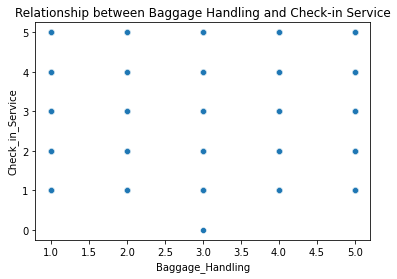 Relationship between Baggage Handling and Check-in Service
5
4
3
2
1
0
Check_in_Service
1.0 1.5 2.0 2.5 3.0 3.5 4.0 4.5 5.0
Baggage_Handling